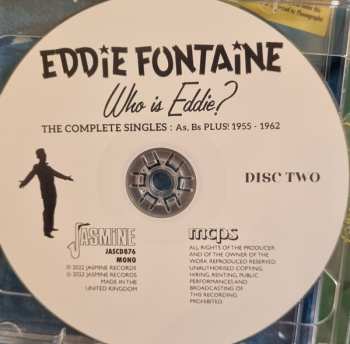 EDDIE FONTAINE
Who is Eddie?
THE COMPLETE SINGLES : As, Bs PLUS! 1955 - 1962
DISC TWO
JASMINE
JASCD876
MONO
℗ 2022 JASMINE RECORDS
© 2022 JASMINE RECORDS
MADE IN THE
UNITED KINGDOM
mcps
ALL RIGHTS OF THE PRODUCER
AND OF THE OWNER OF THE
WORK REPRODUCED RESERVED.
UNAUTHORISED COPYING,
HIRING, RENTING, PUBLIC
PERFORMANCES AND
BROADCASTING OF
THIS RECORDING
PROHIBITED